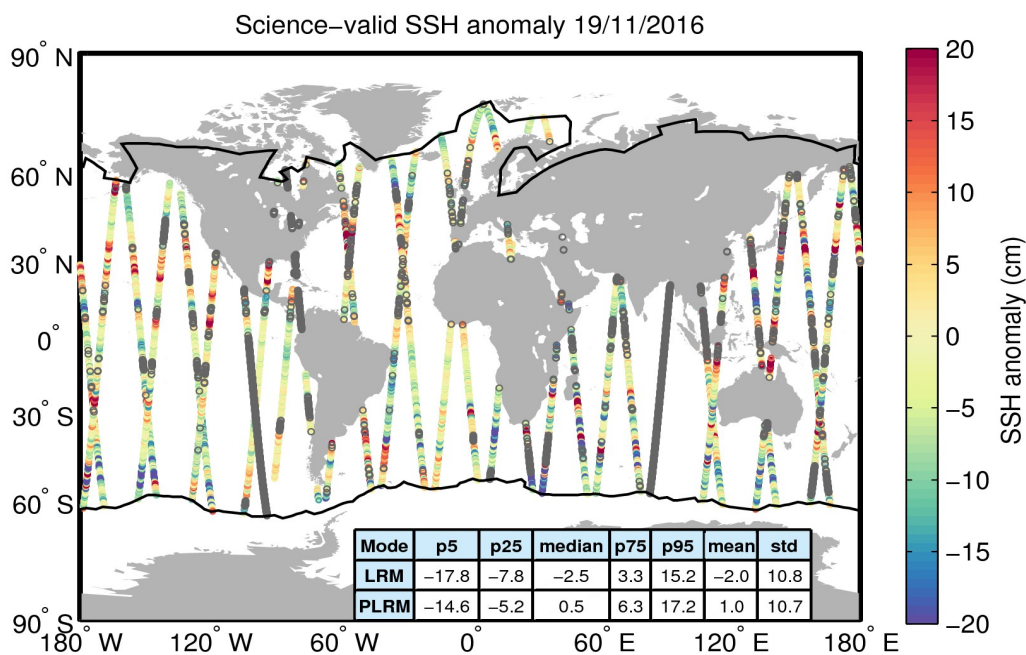 Science−valid SSH anomaly 19/11/2016
90° N
60° N
30° N
0°
30° S
60° S
90° S
180° W
120° W
60° W
0°
60° E
120° E
180° E
Mode p5 p25 median p75 p95 mean std
LRM −17.8 −7.8 −2.5 3.3 15.2 −2.0 10.8
PLRM −14.6 −5.2 0.5 6.3 17.2 1.0 10.7
20
15
10
5
0
−5
−10
−15
−20
SSH anomaly (cm)